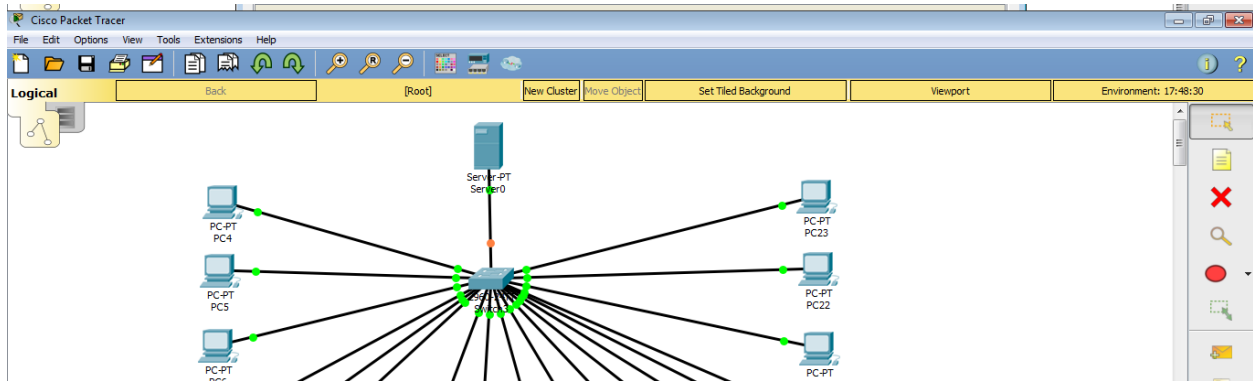 Cisco Packet Tracer
File Edit Options View Tools Extensions Help
Logical Back [Root] New Cluster Move Object Set Tiled Background Viewport Environment: 17:48:30
Server-PT
Server0
PC-PT
PC4
PC-PT
PC23
PC-PT
PC5
Switch3
PC-PT
PC22
PC-PT
PC-PT